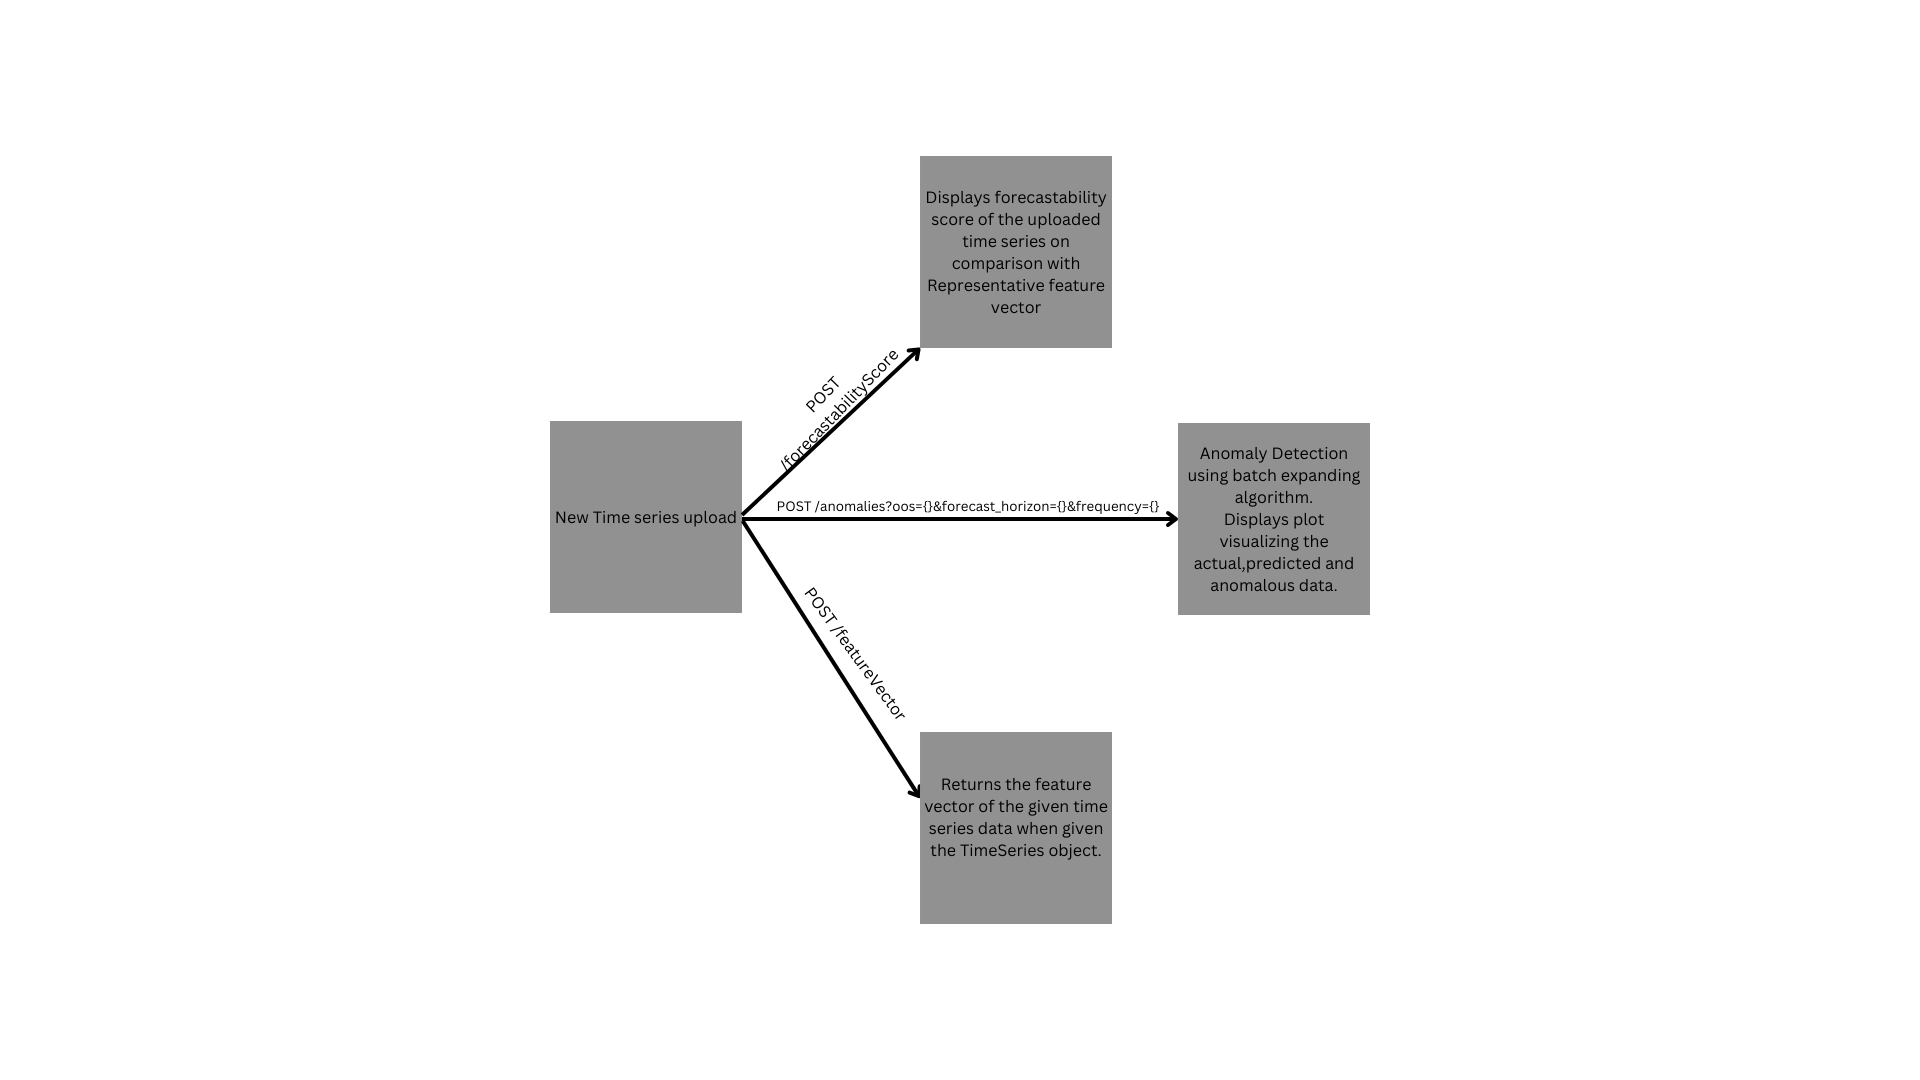 Displays forecastability
score of the uploaded
time series on
comparison with
Representative feature
vector
POST
/forecastabilityScore
New Time series upload
POST /anomalies?oos={}&forecast_horizon={}&frequency={}
Anomaly Detection
using batch expanding
algorithm.
Displays plot
visualizing the
actual,predicted and
anomalous data.
POST /featureVector
Returns the feature
vector of the given time
series data when given
the TimeSeries object.